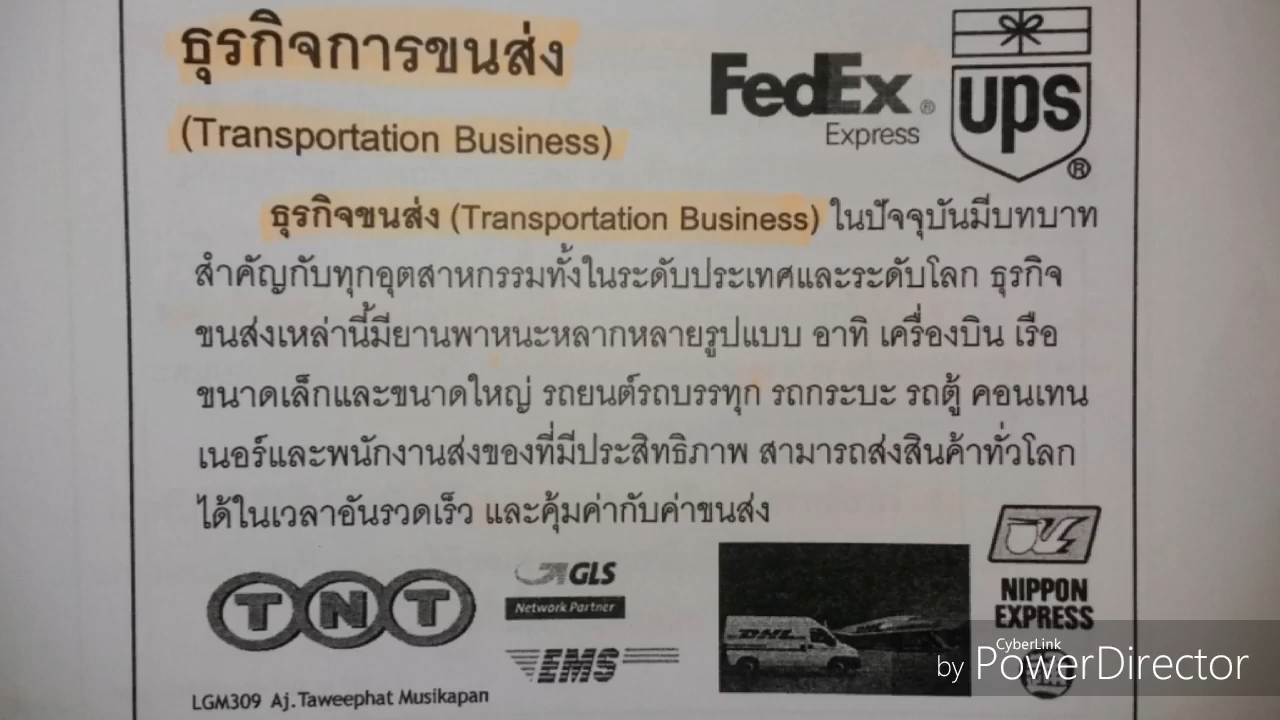 ธุรกิจการขนส่ง
(Transportation Business)
FedEx ®
Express
ups
®
ธุรกิจขนส่ง (Transportation Business) ในปัจจุบันมีบทบาท
สำคัญกับทุกอุตสาหกรรมทั้งในระดับประเทศและระดับโลก ธุรกิจ
ขนส่งเหล่านี้มียานพาหนะหลากหลายรูปแบบ อาทิ เครื่องบิน เรือ
ขนาดเล็กและขนาดใหญ่ รถยนต์รถบรรทุก รถกระบะ รถตู้ คอนเทน
เนอร์และพนักงานส่งของที่มีประสิทธิภาพ สามารถส่งสินค้าทั่วโลก
ได้ในเวลาอันรวดเร็ว และคุ้มค่ากับค่าขนส่ง
TNT
GLS
Network Partner
EMS
DHL
DHL
NIPPON
EXPRESS
LGM309 Aj.Taweephat Musikapan
CyberLink
by PowerDirector